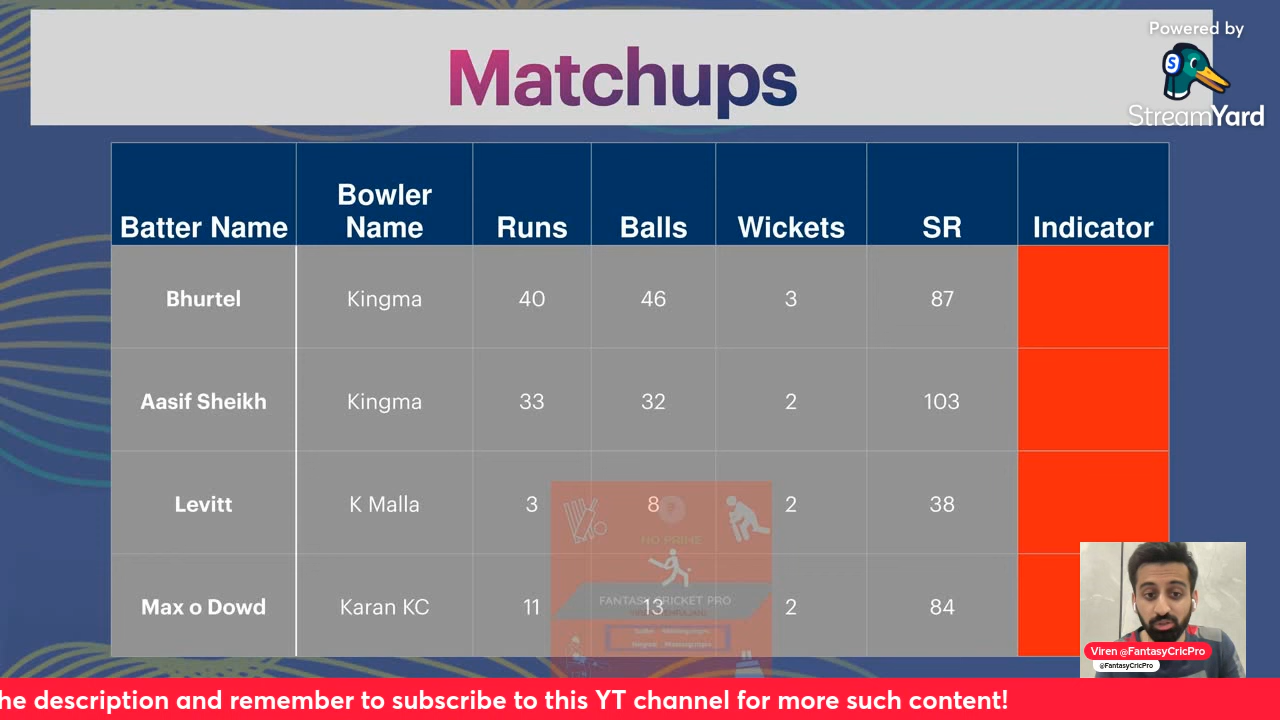 Powered by
StreamYard
Matchups
Batter Name Bowler Name Runs Balls Wickets SR Indicator
Bhurtel Kingma 40 46 3 87
Aasif Sheikh Kingma 33 32 2 103
Levitt K Malla 3 8 2 38
NO PRIME
FANTASY CRICKET PRO
Max o Dowd Karan KC 11 13 2 84
Viren @FantasyCricPro
@FantasyCricPro
he description and remember to subscribe to this YT channel for more such content!